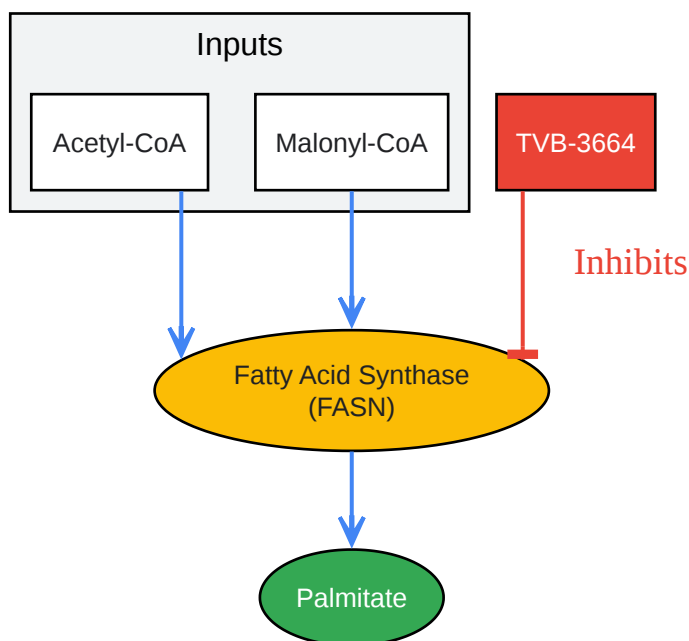 Inputs
Acetyl-CoA
Malonyl-CoA
TVB-3664
Inhibits
Fatty Acid Synthase
(FASN)
Palmitate